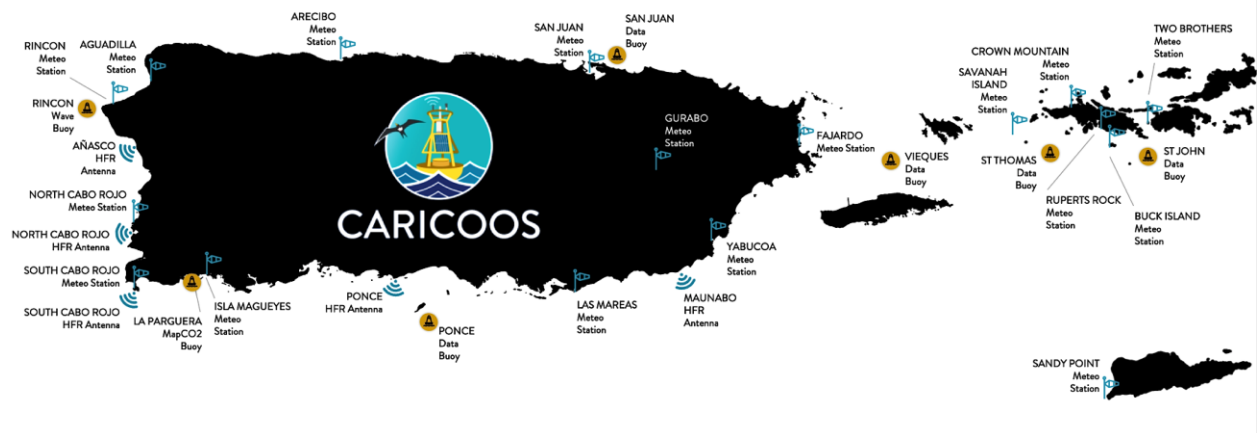 RINCON
Meteo
Station
AGUADILLA
Meteo
Station
ARECIBO
Meteo
Station
SAN JUAN
Meteo
Station
SAN JUAN
Data
Buoy
RINCON
Wave
Buoy
AÑASCO
HFR
Antenna
NORTH CABO ROJO
Meteo Station
NORTH CABO ROJO
HFR Antenna
SOUTH CABO ROJO
Meteo Station
SOUTH CABO ROJO
HFR Antenna
LA PARGUERA
MapCO2
Buoy
ISLA MAGUEYES
Meteo
Station
CARICOOS
PONCE
HFR Antenna
PONCE
Data
Buoy
LAS MAREAS
Meteo
Station
MAUNABO
HFR
Antenna
YABUCOA
Meteo
Station
GURABO
Meteo
Station
FAJARDO
Meteo Station
VIEQUES
Data
Buoy
SAVANAH
ISLAND
Meteo
Station
CROWN MOUNTAIN
Meteo
Station
TWO BROTHERS
Meteo
Station
ST THOMAS
Data
Buoy
RUPERTS ROCK
Meteo
Station
BUCK ISLAND
Meteo
Station
ST JOHN
Data
Buoy
SANDY POINT
Meteo
Station